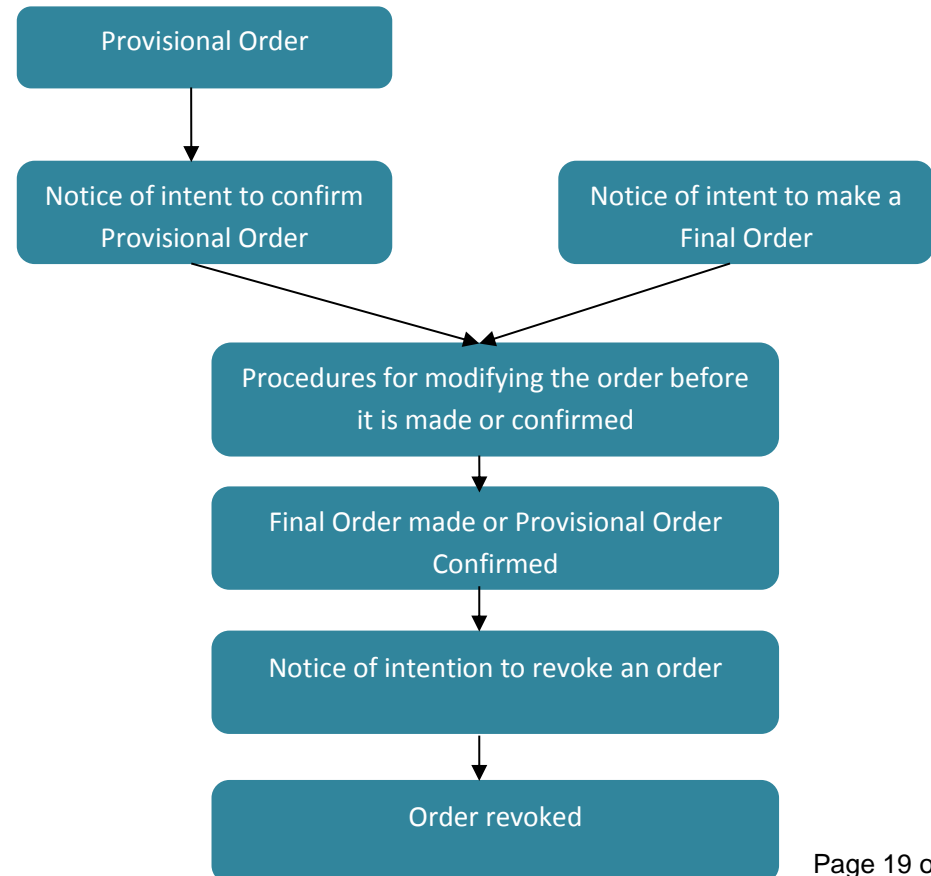 Provisional Order
Notice of intent to confirm
Provisional Order
Notice of intent to make a
Final Order
Procedures for modifying the order before
it is made or confirmed
Final Order made or Provisional Order
Confirmed
Notice of intention to revoke an order
Order revoked
Page 19 o